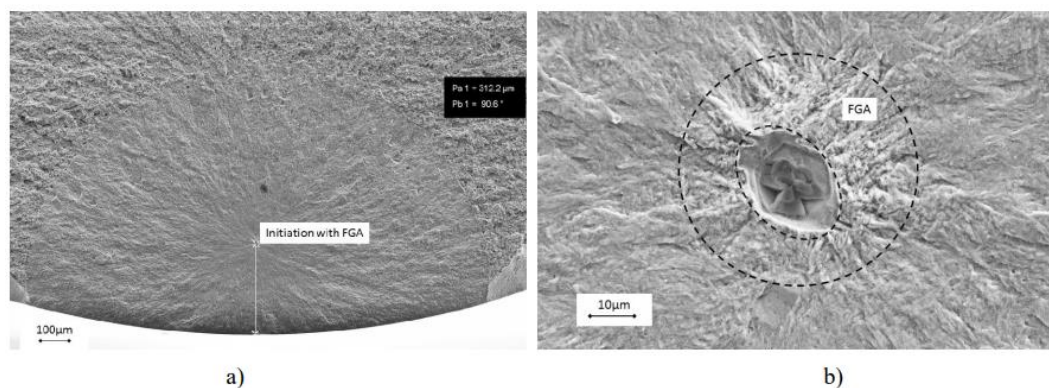 Pa 1 = 312.2 µm
Pb 1 = 90.6 °
Initiation with FGA
100µm
a)
FGA
10µm
b)